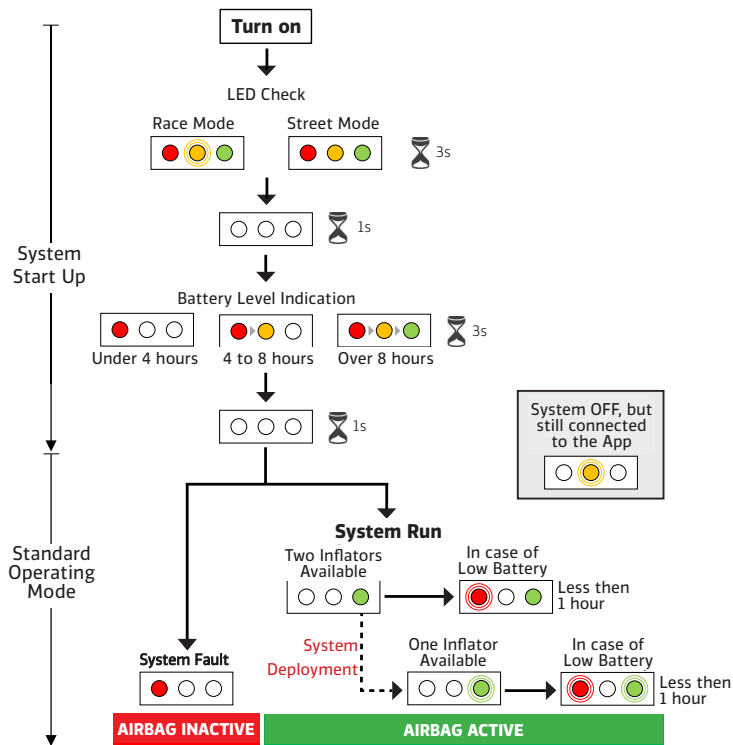 Turn on
LED Check
Race Mode
Street Mode
3s
1s
System
Start Up
Battery Level Indication
3s
Under 4 hours
4 to 8 hours
Over 8 hours
1s
System OFF, but
still connected
to the App
System Run
Standard
Operating
Mode
Two Inflators
Available
In case of
Low Battery
Less then
1 hour
System
Deployment
One Inflator
Available
In case of
Low Battery
Less then
1 hour
System Fault
AIRBAG INACTIVE
AIRBAG ACTIVE